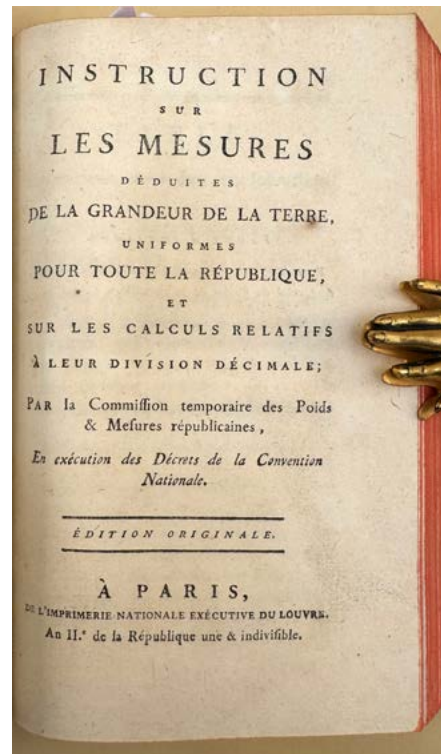 INSTRUCTION
SUR
LES MESURES
DÉDUITES
DE LA GRANDEUR DE LA TERRE,
UNIFORMES
POUR TOUTE LA RÉPUBLIQUE,
ET
SUR LES CALCULS RELATIFS
À LEUR DIVISION DÉCIMALE;
PAR la Commiſſion temporaire des Poids
& Meſures républicaines,
En exécution des Décrets de la Convention
Nationale.
ÉDITION ORIGINALE.
À PARIS,
DE L'IMPRIMERIE NATIONALE EXÉCUTIVE DU LOUVRE.
An II.e de la République une & indiviſible.